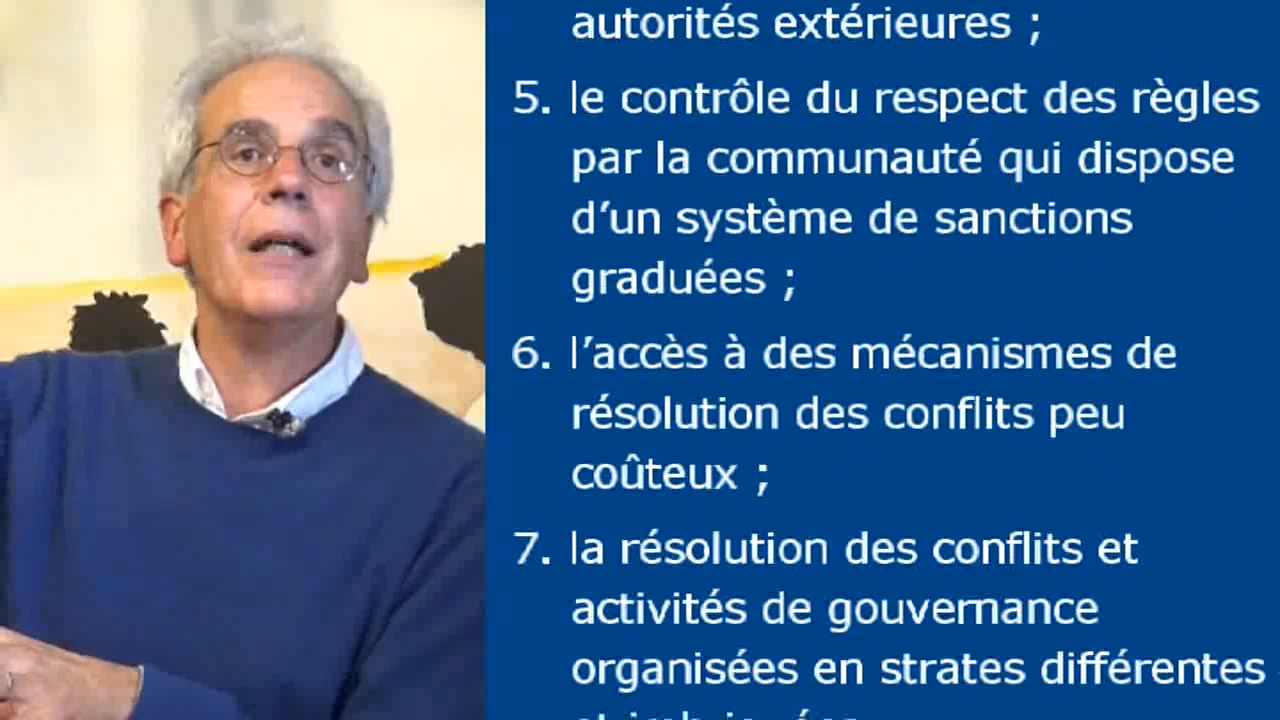 autorités extérieures ;
5. le contrôle du respect des règles
par la communauté qui dispose
d’un système de sanctions
graduées ;
6. l’accès à des mécanismes de
résolution des conflits peu
coûteux ;
7. la résolution des conflits et
activités de gouvernance
organisées en strates différentes